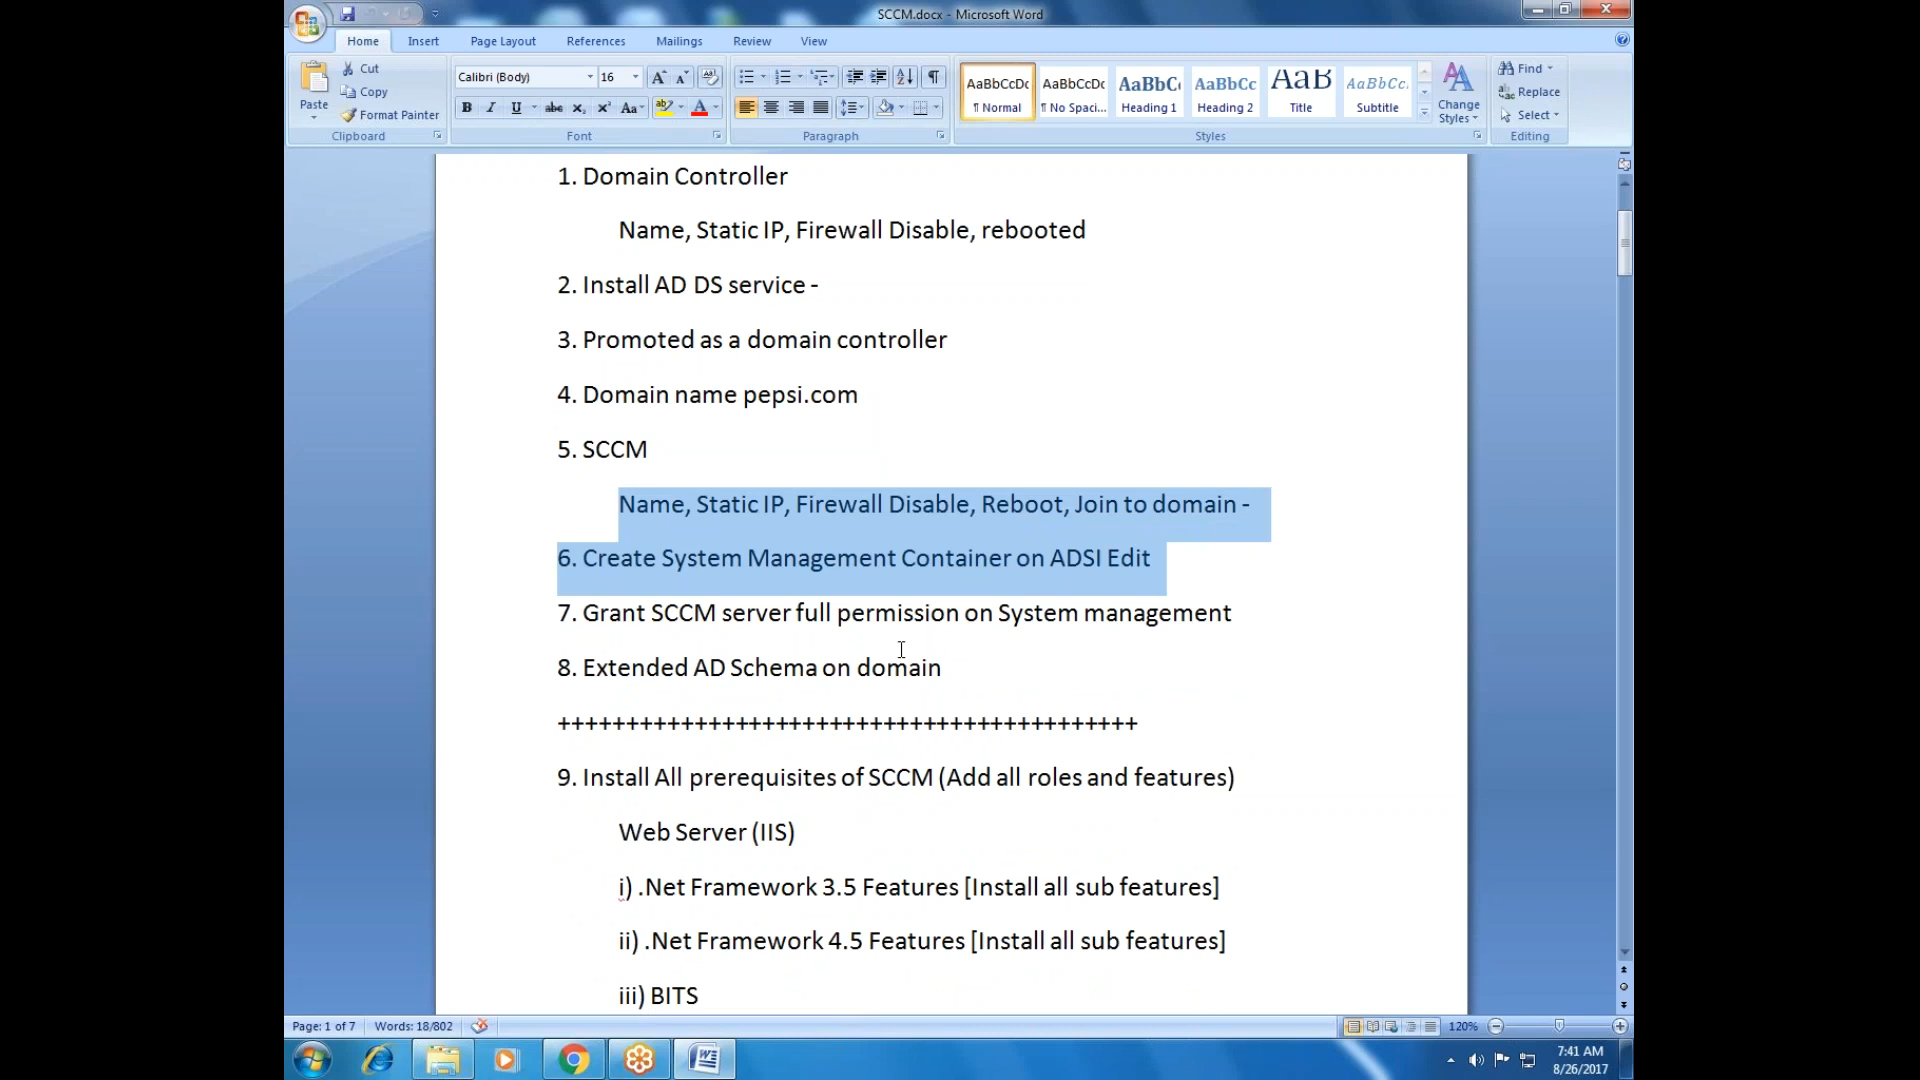 SCCM.docx - Microsoft Word
Home Insert Page Layout References Mailings Review View
Paste
Cut
Copy
Format Painter
Clipboard
Calibri (Body) 16
B I U abc x₂ x² Aa
Font
Paragraph
AaBbCcDc AaBbCcDc AaBbC AaBbCc AaB AaBbCc.
¶ Normal ¶ No Spaci... Heading 1 Heading 2 Title Subtitle
Change Styles
Styles
Find
Replace
Select
Editing
1. Domain Controller
Name, Static IP, Firewall Disable, rebooted
2. Install AD DS service -
3. Promoted as a domain controller
4. Domain name pepsi.com
5. SCCM
Name, Static IP, Firewall Disable, Reboot, Join to domain -
6. Create System Management Container on ADSI Edit
7. Grant SCCM server full permission on System management
8. Extended AD Schema on domain
++++++++++++++++++++++++++++++++++++++++++
9. Install All prerequisites of SCCM (Add all roles and features)
Web Server (IIS)
i) .Net Framework 3.5 Features [Install all sub features]
ii) .Net Framework 4.5 Features [Install all sub features]
iii) BITS
Page: 1 of 7 Words: 18/802 120%
7:41 AM
8/26/2017